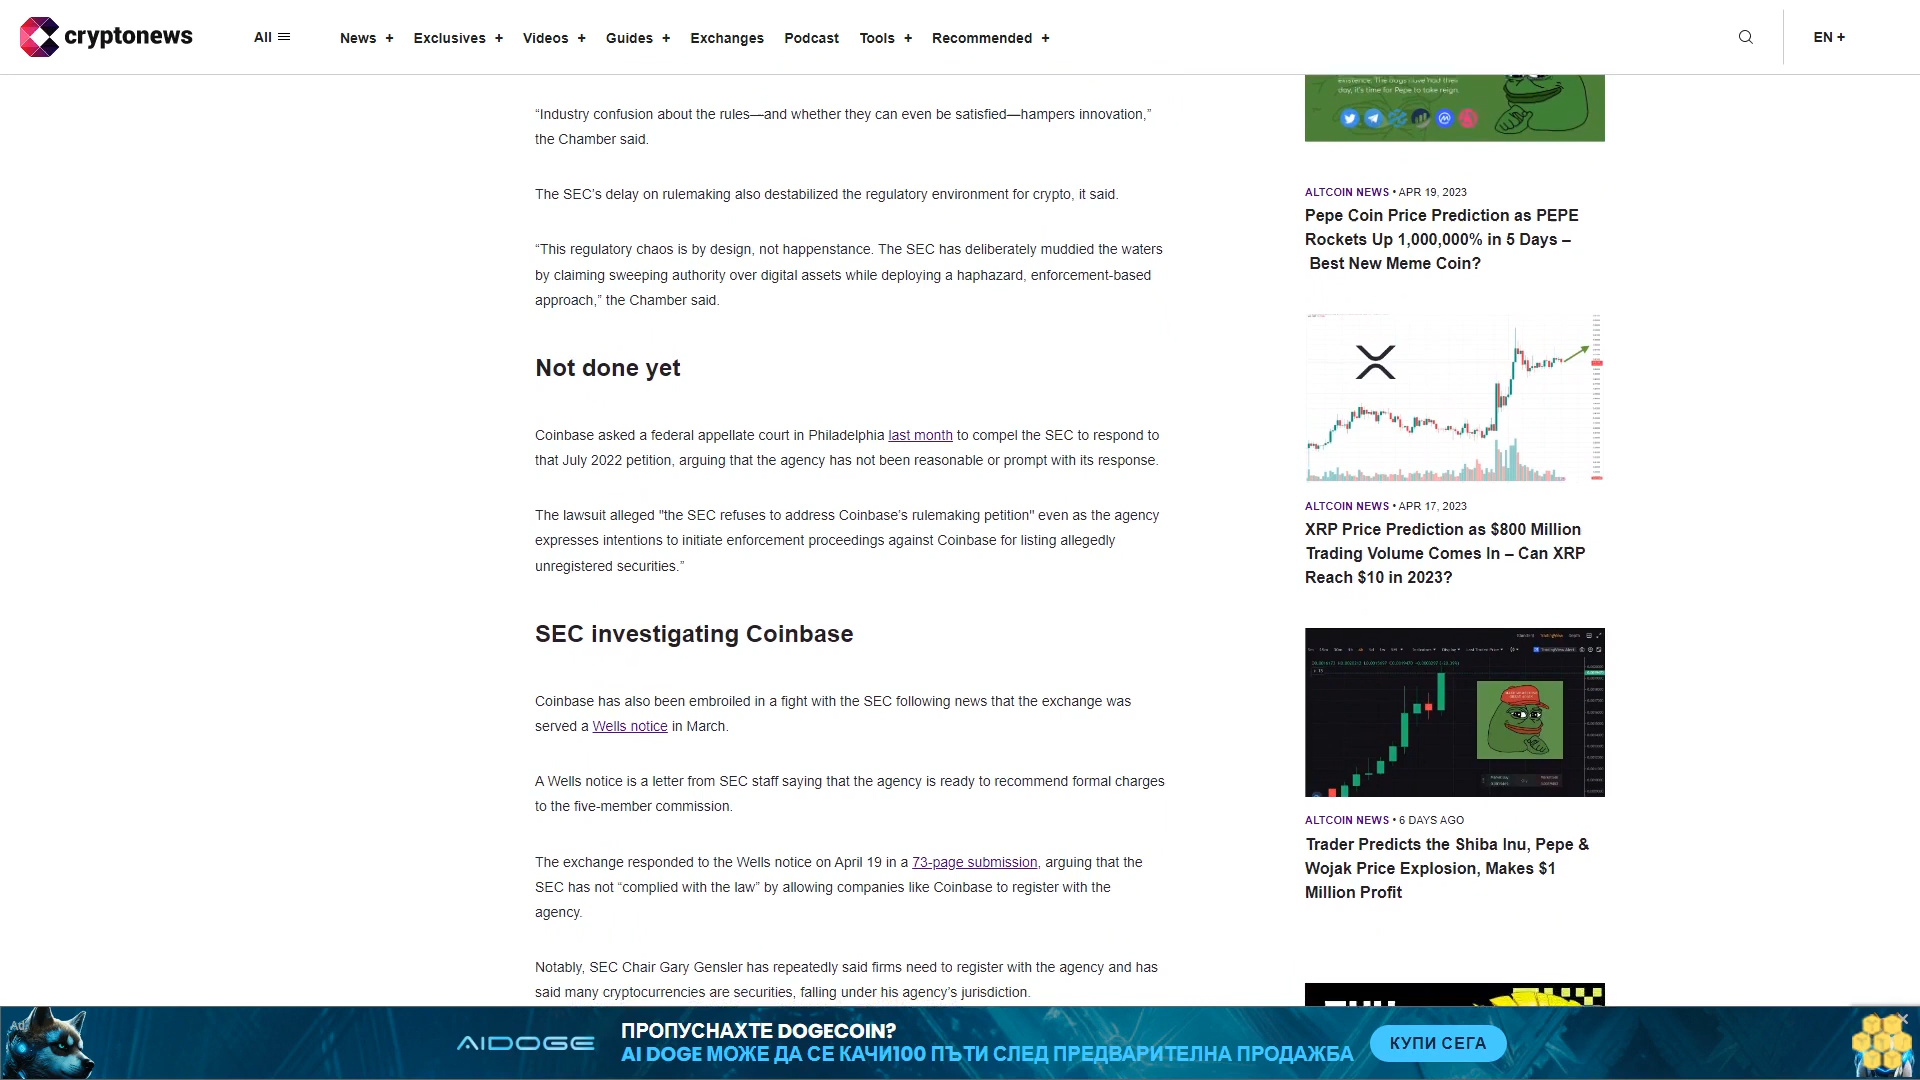 cryptonews
All
News +
Exclusives +
Videos +
Guides +
Exchanges
Podcast
Tools +
Recommended +
EN +
“Industry confusion about the rules—and whether they can even be satisfied—hampers innovation,”
the Chamber said.
The SEC’s delay on rulemaking also destabilized the regulatory environment for crypto, it said.
“This regulatory chaos is by design, not happenstance. The SEC has deliberately muddied the waters
by claiming sweeping authority over digital assets while deploying a haphazard, enforcement-based
approach,” the Chamber said.
Not done yet
Coinbase asked a federal appellate court in Philadelphia last month to compel the SEC to respond to
that July 2022 petition, arguing that the agency has not been reasonable or prompt with its response.
The lawsuit alleged "the SEC refuses to address Coinbase’s rulemaking petition" even as the agency
expresses intentions to initiate enforcement proceedings against Coinbase for listing allegedly
unregistered securities.”
SEC investigating Coinbase
Coinbase has also been embroiled in a fight with the SEC following news that the exchange was
served a Wells notice in March.
A Wells notice is a letter from SEC staff saying that the agency is ready to recommend formal charges
to the five-member commission.
The exchange responded to the Wells notice on April 19 in a 73-page submission, arguing that the
SEC has not “complied with the law” by allowing companies like Coinbase to register with the
agency.
Notably, SEC Chair Gary Gensler has repeatedly said firms need to register with the agency and has
said many cryptocurrencies are securities, falling under his agency’s jurisdiction.
day, it's time for Pepe to take reign.
ALTCOIN NEWS • APR 19, 2023
Pepe Coin Price Prediction as PEPE
Rockets Up 1,000,000% in 5 Days –
Best New Meme Coin?
ALTCOIN NEWS • APR 17, 2023
XRP Price Prediction as $800 Million
Trading Volume Comes In – Can XRP
Reach $10 in 2023?
ALTCOIN NEWS • 6 DAYS AGO
Trader Predicts the Shiba Inu, Pepe &
Wojak Price Explosion, Makes $1
Million Profit
Ad
AIDOGE
ПРОПУСНАХТЕ DOGECOIN?
AI DOGE МОЖЕ ДА СЕ КАЧИ100 ПЪТИ СЛЕД ПРЕДВАРИТЕЛНА ПРОДАЖБА
КУПИ СЕГА